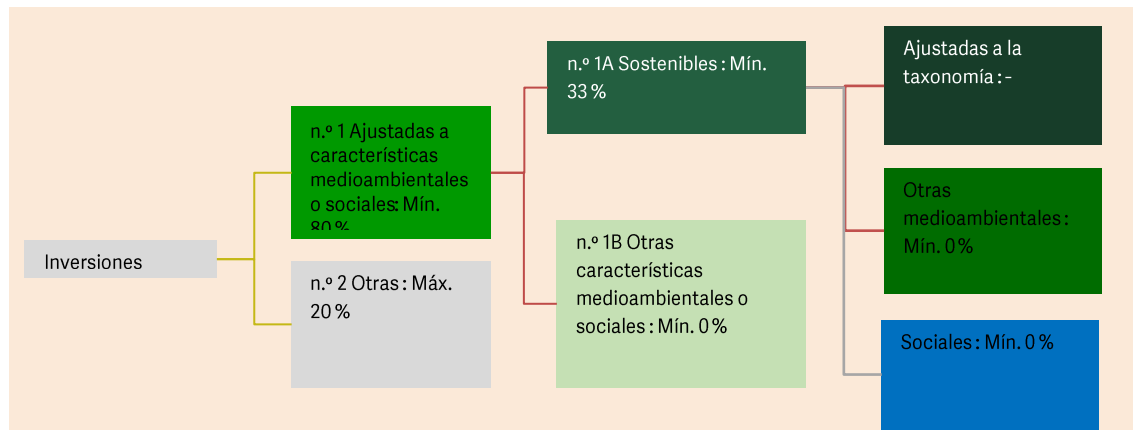 Inversiones
n.º 1 Ajustadas a
características
medioambientales
o sociales: Mín.
80 %
n.º 2 Otras : Máx.
20 %
n.º 1A Sostenibles : Mín.
33 %
n.º 1B Otras
características
medioambientales o
sociales : Mín. 0 %
Ajustadas a la
taxonomía : -
Otras
medioambientales :
Mín. 0 %
Sociales : Mín. 0 %